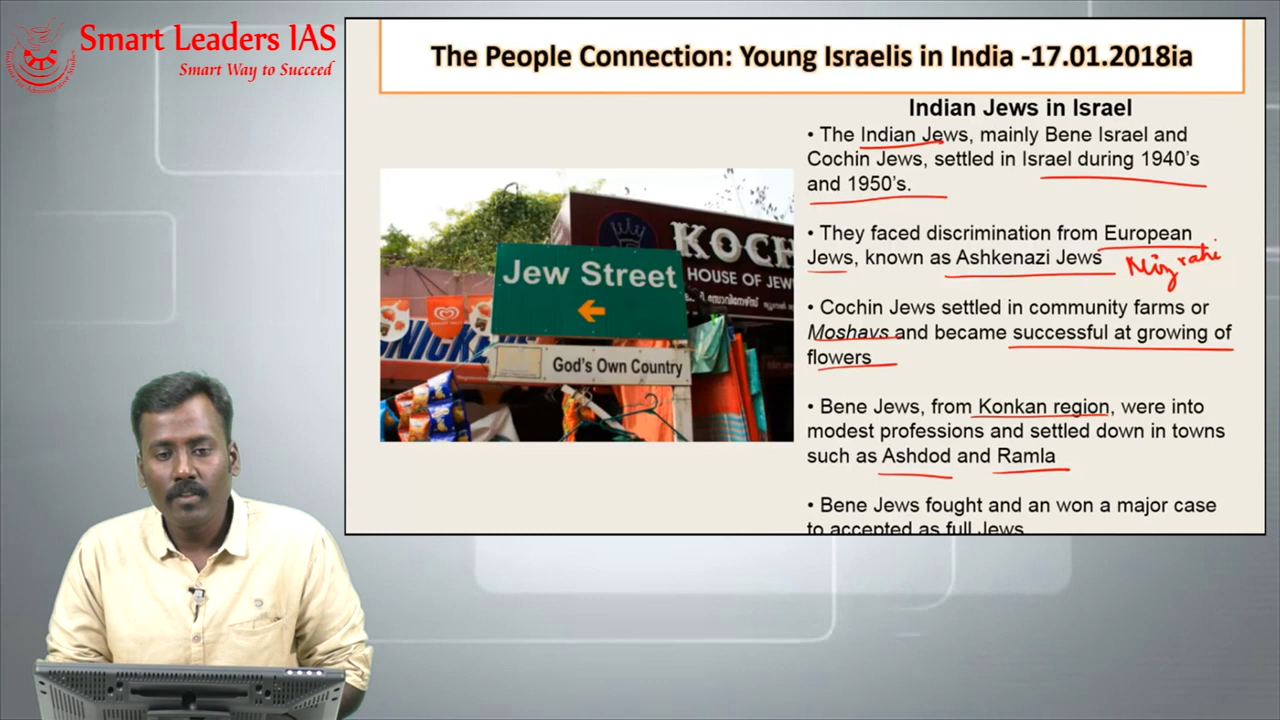 Smart Leaders IAS
Smart Way to Succeed
The People Connection: Young Israelis in India -17.01.2018ia
Indian Jews in Israel
• The Indian Jews, mainly Bene Israel and
Cochin Jews, settled in Israel during 1940's
and 1950's.
• They faced discrimination from European
Jews, known as Ashkenazi Jews
Mizrahi
• Cochin Jews settled in community farms or
Moshavs and became successful at growing of
flowers
• Bene Jews, from Konkan region, were into
modest professions and settled down in towns
such as Ashdod and Ramla
• Bene Jews fought and an won a major case
to accepted as full Jews
KOCH
HOUSE OF JEW
Jew Street
God's Own Country